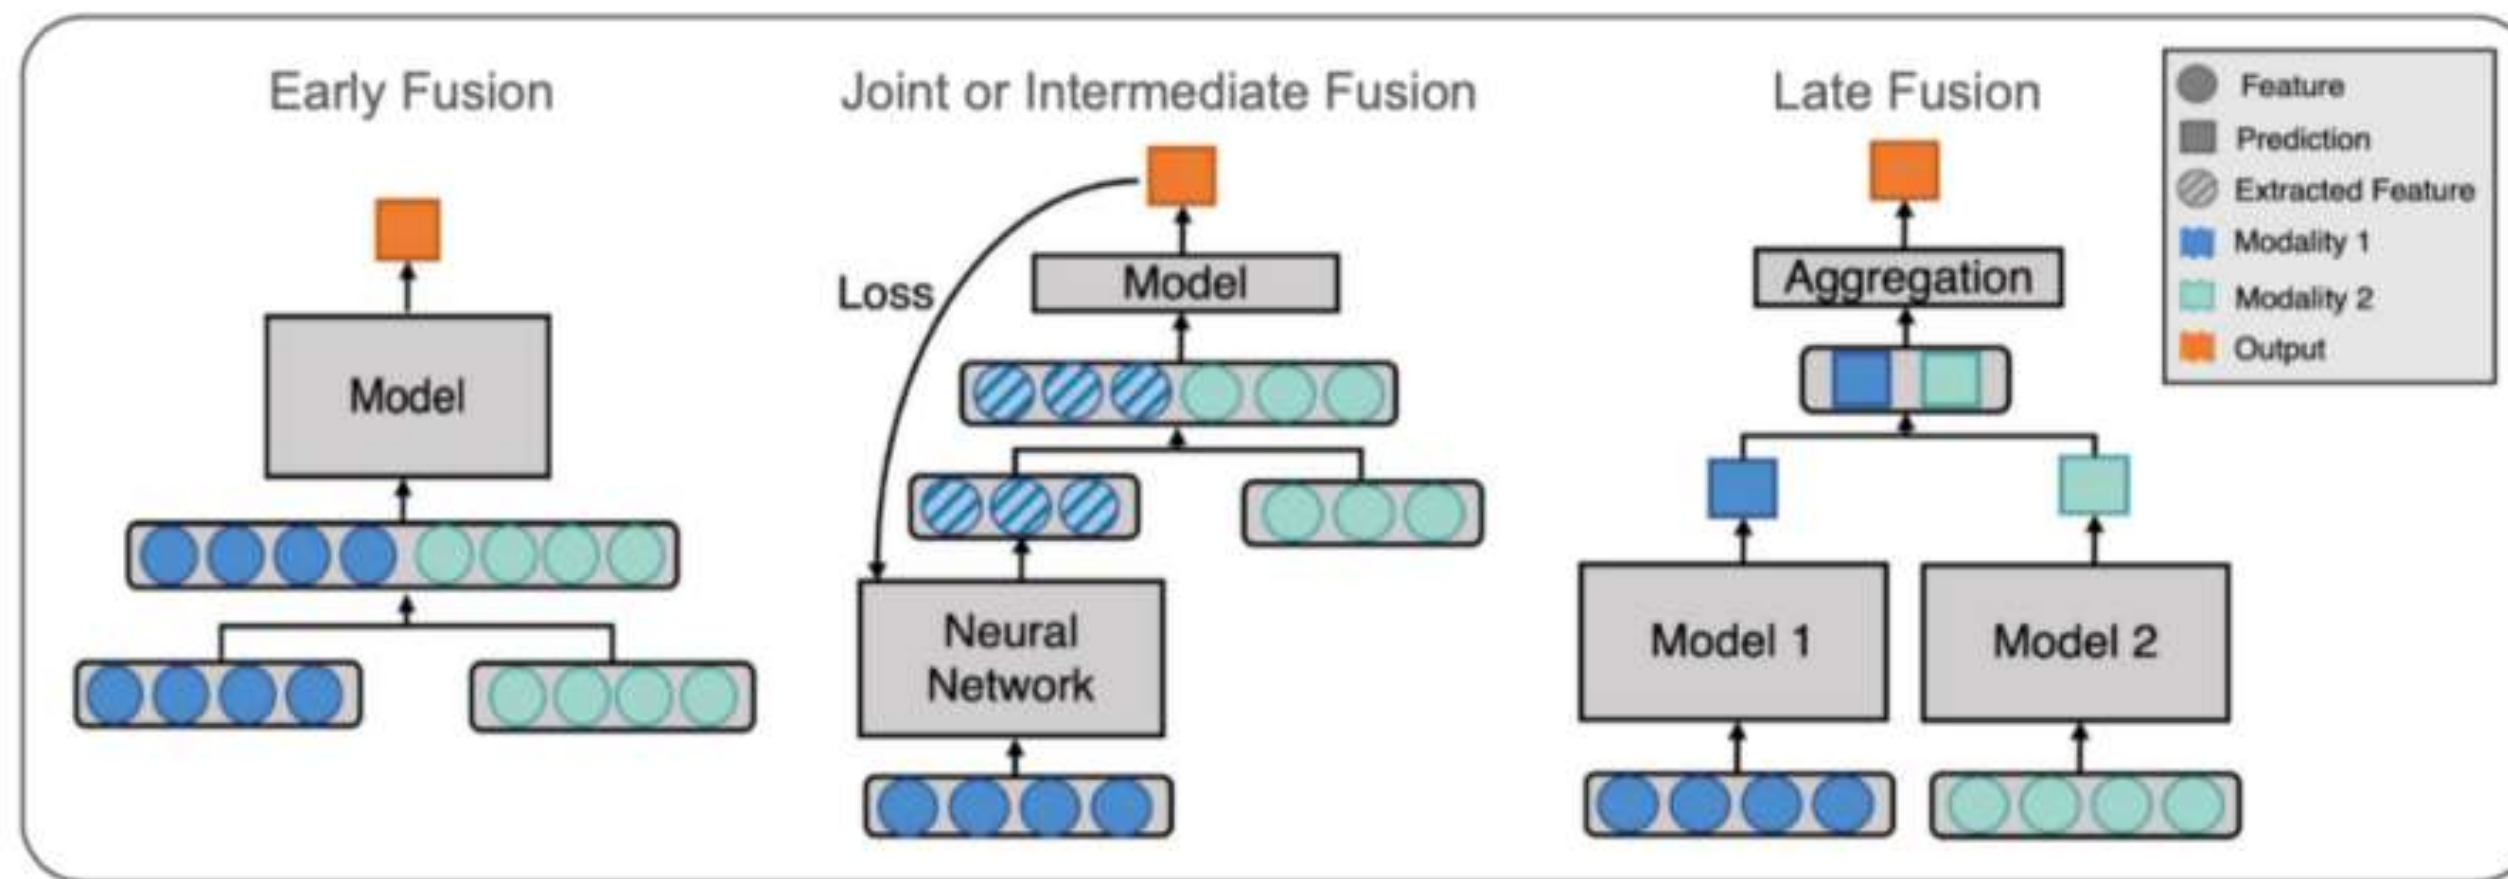 Early Fusion
Model
Joint or Intermediate Fusion
Loss
Model
Neural
Network
Late Fusion
Aggregation
Model 1
Model 2
Feature
Prediction
Extracted Feature
Modality 1
Modality 2
Output